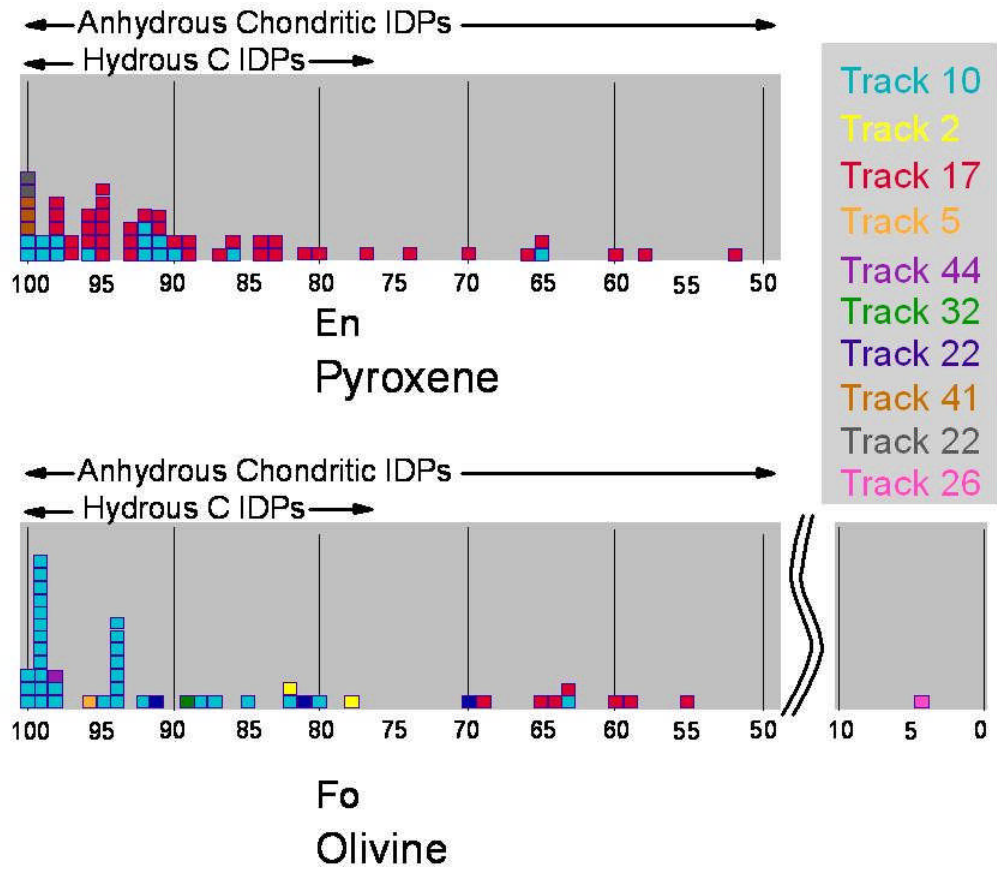 Anhydrous Chondritic IDPs
Hydrous C IDPs
100 95 90 85 80 75 70 65 60 55 50
En
Pyroxene
Track 10
Track 2
Track 17
Track 5
Track 44
Track 32
Track 22
Track 41
Track 22
Track 26
Anhydrous Chondritic IDPs
Hydrous C IDPs
100 95 90 85 80 75 70 65 60 55 50 10 5 0
Fo
Olivine